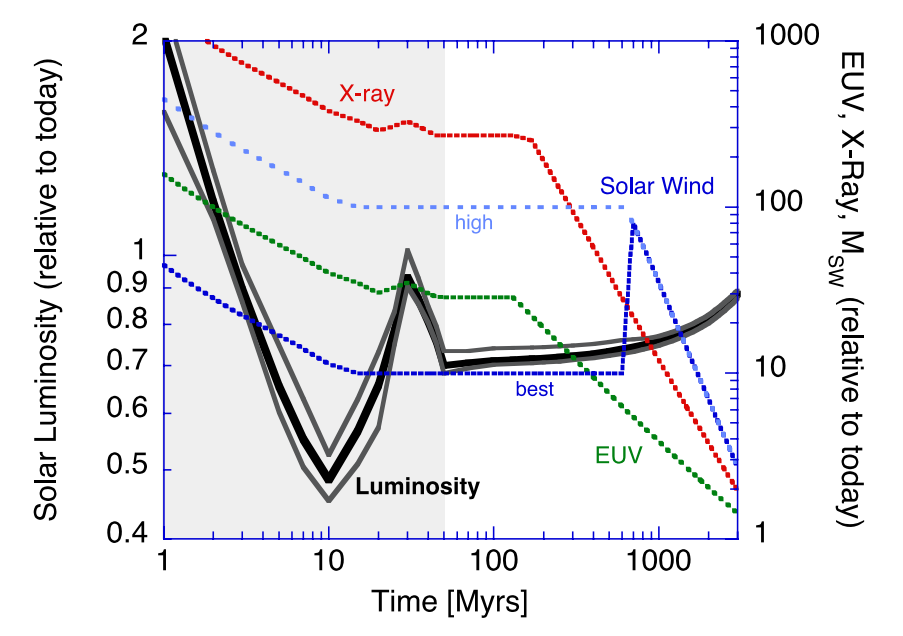 2
1
0.9
0.8
0.7
0.6
0.5
0.4
Solar Luminosity (relative to today)
X-ray
high
Solar Wind
best
EUV
Luminosity
1000
100
10
1
EUV, X-Ray, M_SW (relative to today)
1
10
100
1000
Time [Myrs]